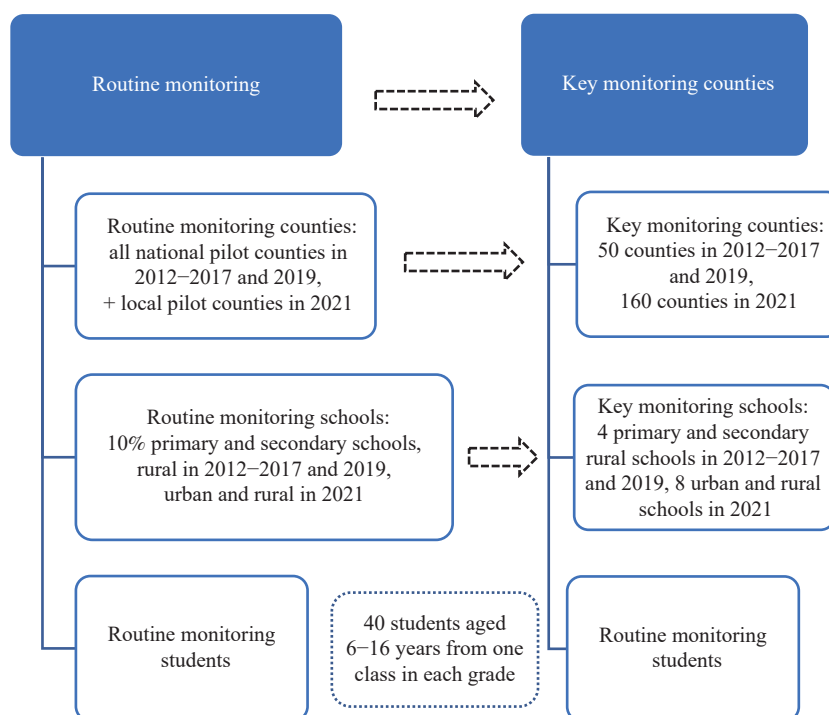 Routine monitoring
Key monitoring counties
Routine monitoring counties:
all national pilot counties in
2012−2017 and 2019,
+ local pilot counties in 2021
Key monitoring counties:
50 counties in 2012−2017
and 2019,
160 counties in 2021
Routine monitoring schools:
10% primary and secondary schools,
rural in 2012−2017 and 2019,
urban and rural in 2021
Key monitoring schools:
4 primary and secondary
rural schools in 2012−2017
and 2019, 8 urban and rural
schools in 2021
Routine monitoring
students
40 students aged
6−16 years from one
class in each grade
Routine monitoring
students